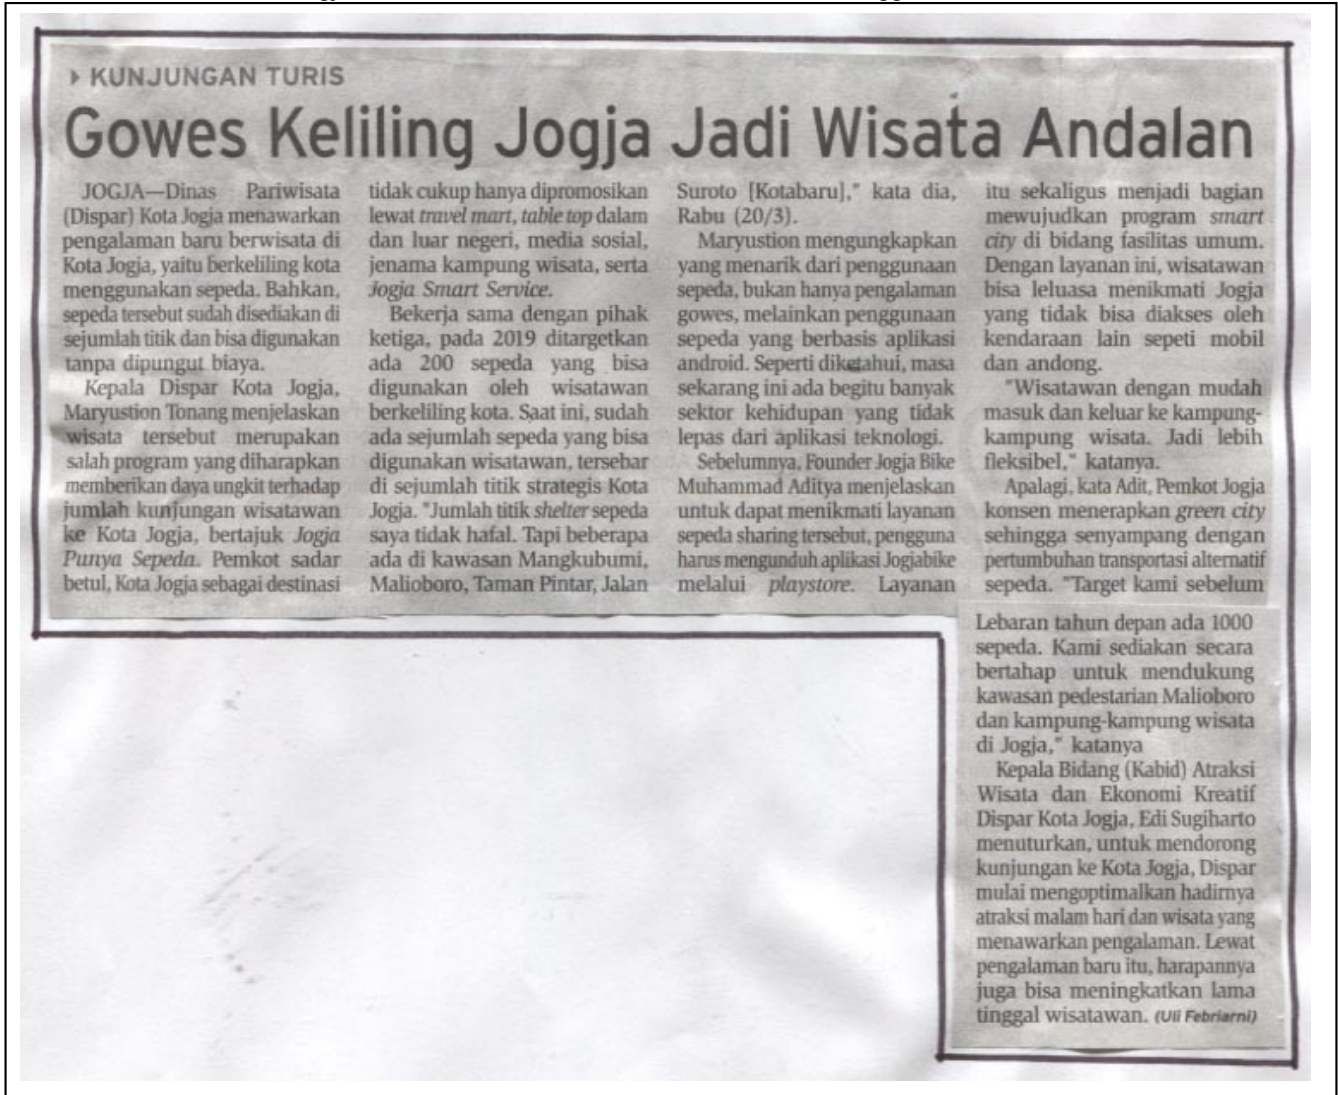 KUNJUNGAN TURIS
Gowes Keliling Jogja Jadi Wisata Andalan
JOGJA—Dinas Pariwisata
(Dispar) Kota Jogja menawarkan
pengalaman baru berwisata di
Kota Jogja, yaitu berkeliling kota
menggunakan sepeda. Bahkan,
sepeda tersebut sudah disediakan di
sejumlah titik dan bisa digunakan
tanpa dipungut biaya.
Kepala Dispar Kota Jogja,
Maryustion Tonang menjelaskan
wisata tersebut merupakan
salah program yang diharapkan
memberikan daya ungkit terhadap
jumlah kunjungan wisatawan
ke Kota Jogja, bertajuk Jogja
Punya Sepeda. Pemkot sadar
betul, Kota Jogja sebagai destinasi
tidak cukup hanya dipromosikan
lewat travel mart, table top dalam
dan luar negeri, media sosial,
jenama kampung wisata, serta
Jogja Smart Service.
Bekerja sama dengan pihak
ketiga, pada 2019 ditargetkan
ada 200 sepeda yang bisa
digunakan oleh wisatawan
berkeliling kota. Saat ini, sudah
ada sejumlah sepeda yang bisa
digunakan wisatawan, tersebar
di sejumlah titik strategis Kota
Jogja. "Jumlah titik shelter sepeda
saya tidak hafal. Tapi beberapa
ada di kawasan Mangkubumi,
Malioboro, Taman Pintar, Jalan
Suroto [Kotabaru]," kata dia,
Rabu (20/3).
Maryustion mengungkapkan
yang menarik dari penggunaan
sepeda, bukan hanya pengalaman
gowes, melainkan penggunaan
sepeda yang berbasis aplikasi
android. Seperti diketahui, masa
sekarang ini ada begitu banyak
sektor kehidupan yang tidak
lepas dari aplikasi teknologi.
Sebelumnya, Founder Jogja Bike
Muhammad Aditya menjelaskan
untuk dapat menikmati layanan
sepeda sharing tersebut, pengguna
harus mengunduh aplikasi Jogjabike
melalui playstore. Layanan
itu sekaligus menjadi bagian
mewujudkan program smart
city di bidang fasilitas umum.
Dengan layanan ini, wisatawan
bisa leluasa menikmati Jogja
yang tidak bisa diakses oleh
kendaraan lain sepeti mobil
dan andong.
"Wisatawan dengan mudah
masuk dan keluar ke kampung-
kampung wisata. Jadi lebih
fleksibel," katanya.
Apalagi, kata Adit, Pemkot Jogja
konsen menerapkan green city
sehingga senyampang dengan
pertumbuhan transportasi alternatif
sepeda. "Target kami sebelum
Lebaran tahun depan ada 1000
sepeda. Kami sediakan secara
bertahap untuk mendukung
kawasan pedestarian Malioboro
dan kampung-kampung wisata
di Jogja," katanya
Kepala Bidang (Kabid) Atraksi
Wisata dan Ekonomi Kreatif
Dispar Kota Jogja, Edi Sugiharto
menuturkan, untuk mendorong
kunjungan ke Kota Jogja, Dispar
mulai mengoptimalkan hadirnya
atraksi malam hari dan wisata yang
menawarkan pengalaman. Lewat
pengalaman baru itu, harapannya
juga bisa meningkatkan lama
tinggal wisatawan. (Uli Febriarni)